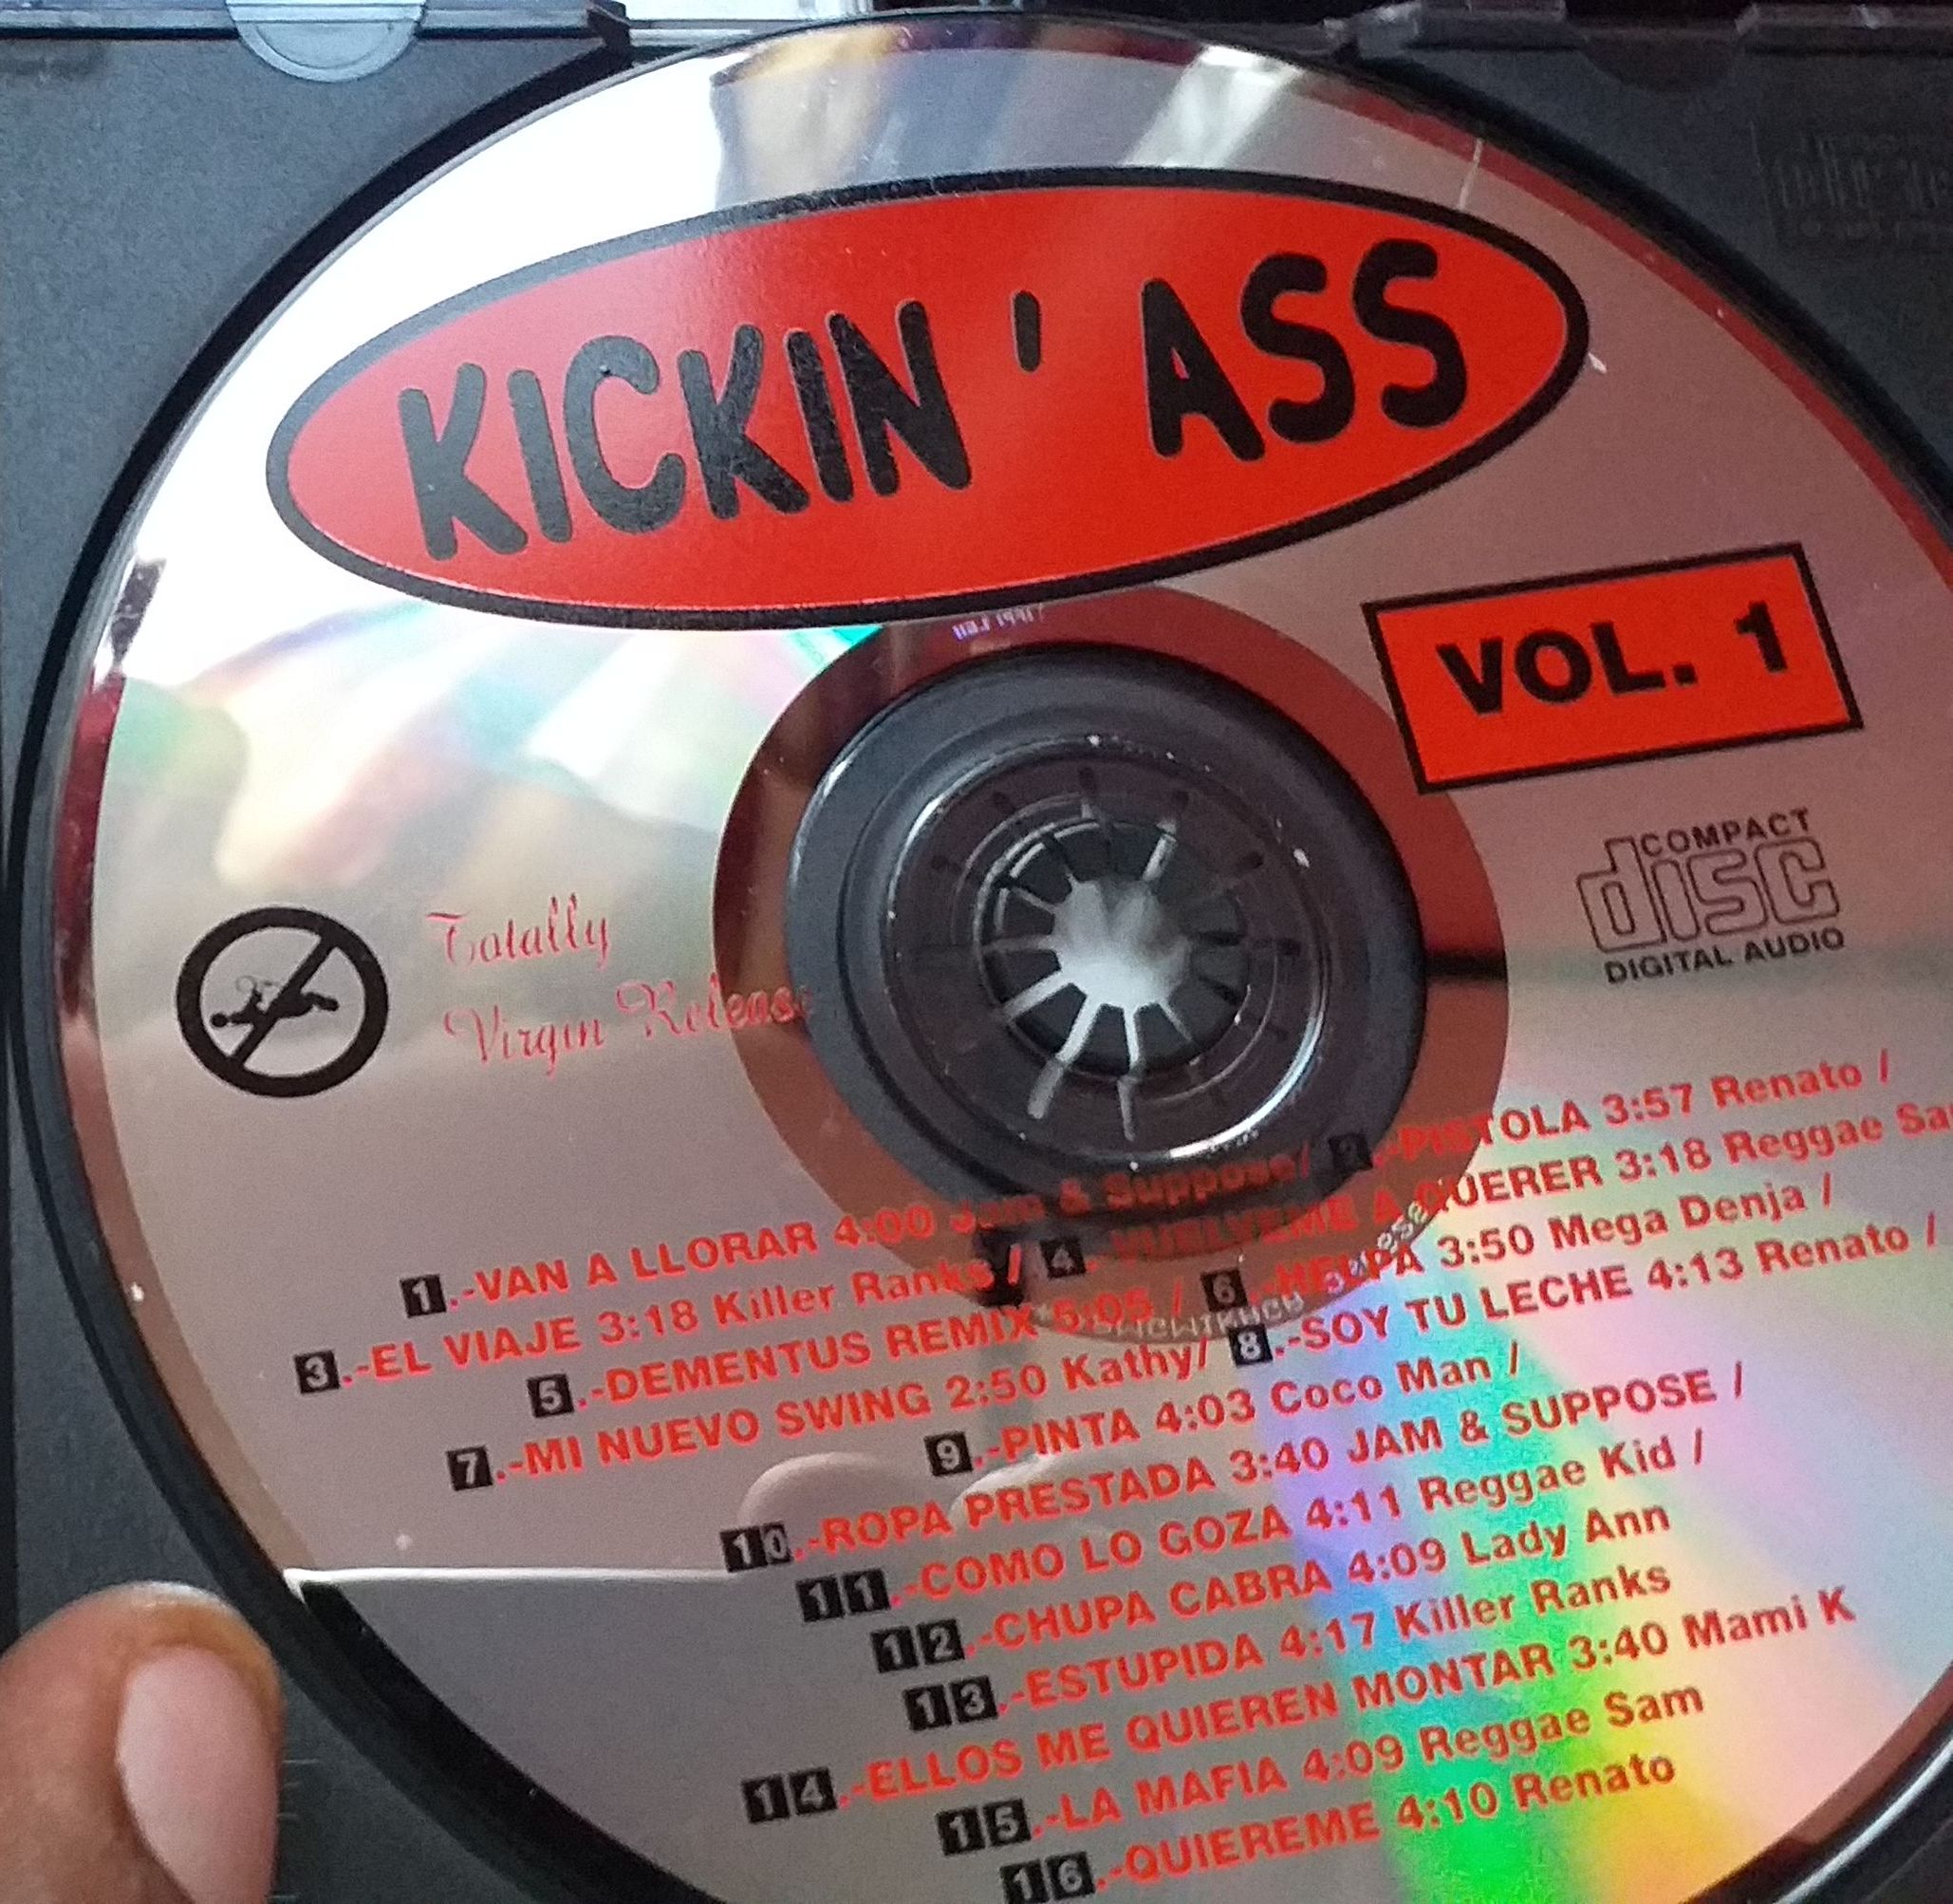 KICKIN ' ASS
VOL. 1
COMPACT
disc
DIGITAL AUDIO
Totally
Virgin Release
1.-VAN A LLORAR 4:00 Jam & Suppose/ 2.-PISTOLA 3:57 Renato /
3.-EL VIAJE 3:18 Killer Ranks / 4.-VUELVEME A QUERER 3:18 Reggae
5.-DEMENTUS REMIX 5:05 / 6.-HELPA 3:50 Mega Denja /
7.-MI NUEVO SWING 2:50 Kathy/ 8.-SOY TU LECHE 4:13 Renato /
9.-PINTA 4:03 Coco Man /
10.-ROPA PRESTADA 3:40 JAM & SUPPOSE /
11.-COMO LO GOZA 4:11 Reggae Kid /
12.-CHUPA CABRA 4:09 Lady Ann
13.-ESTUPIDA 4:17 Killer Ranks
14.-ELLOS ME QUIEREN MONTAR 3:40 Mami K
15.-LA MAFIA 4:09 Reggae Sam
16.-QUIEREME 4:10 Renato